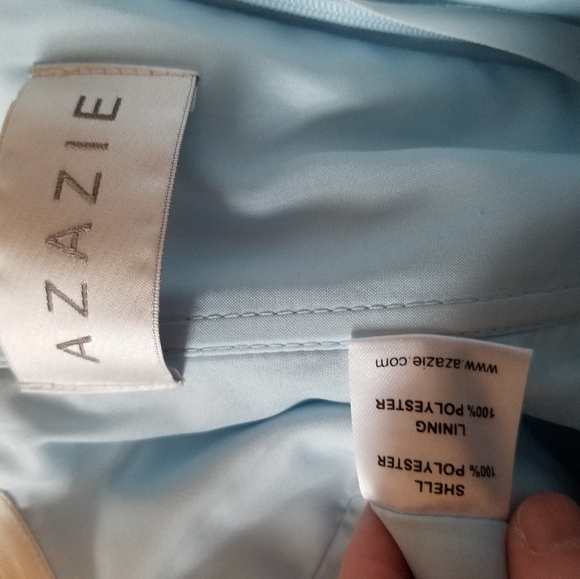 AZAZIE
SHELL
100% POLYESTER
LINING
100% POLYESTER
www.azazie.com